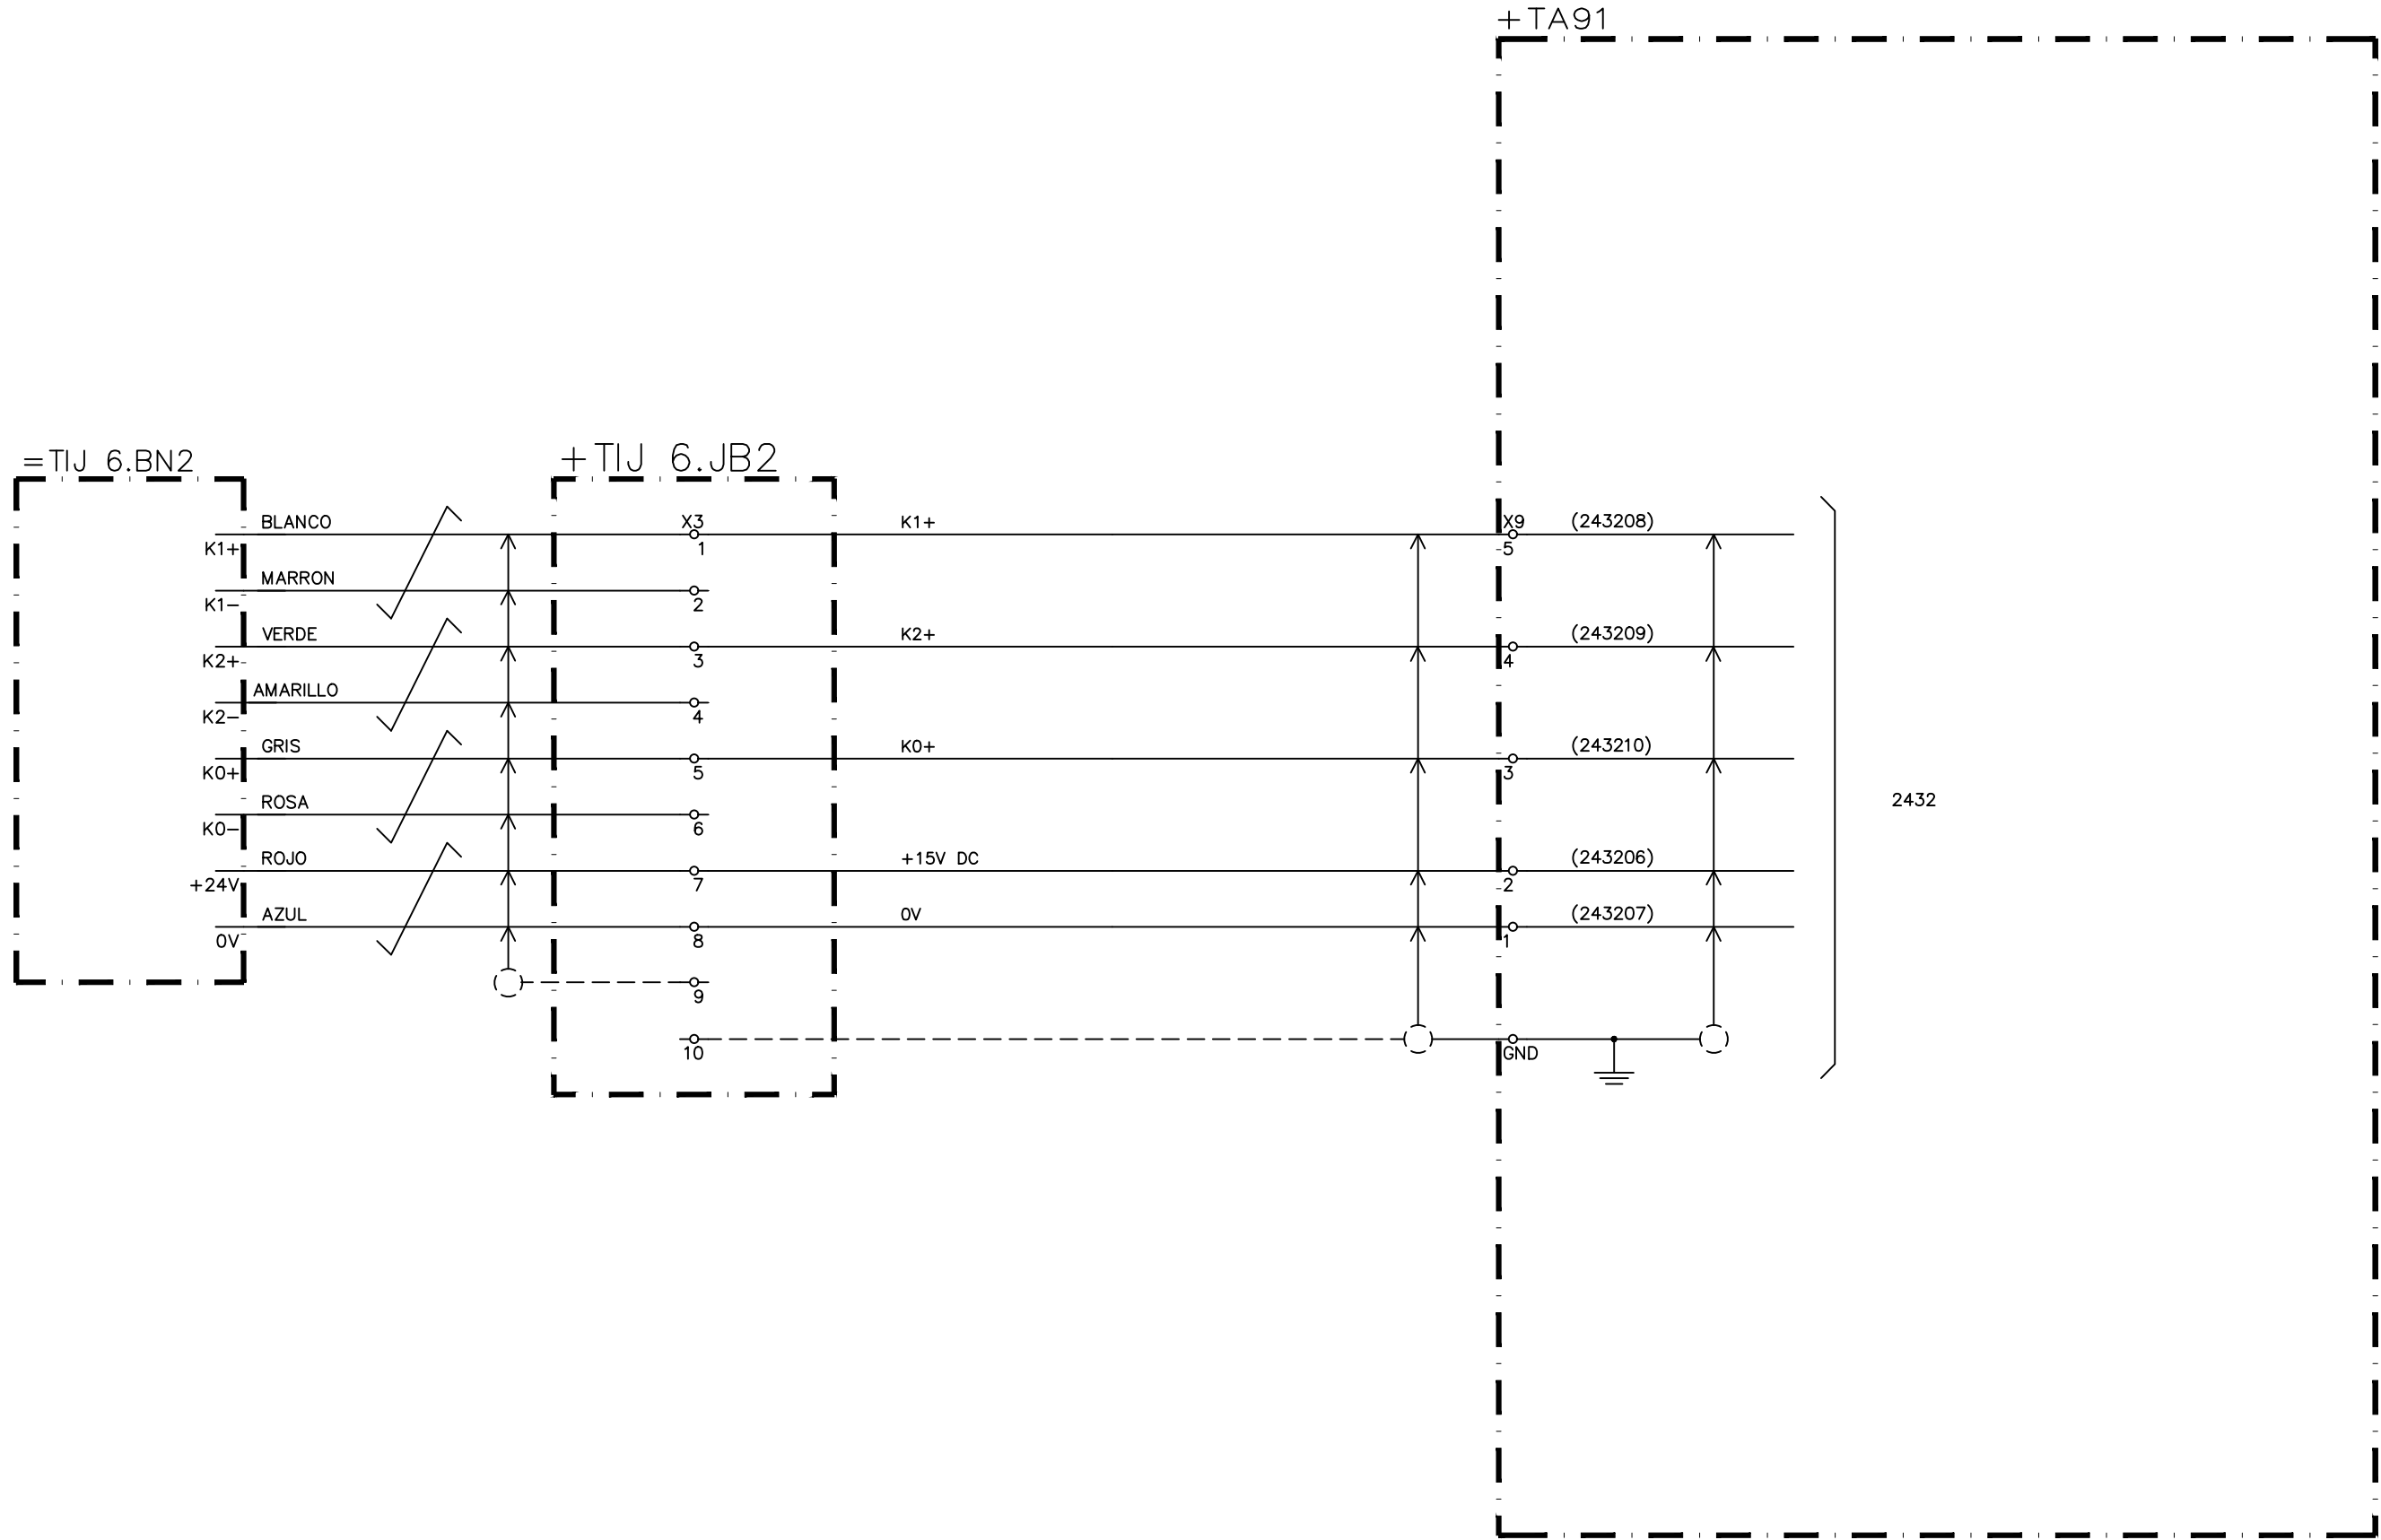 +TA91
=TIJ 6.BN2
+TIJ 6.JB2
BLANCO X3 K1+ X9 (243208)
K1+ 1 5
MARRON
K1- 2
VERDE K2+ (243209)
K2+ 3 4
AMARILLO
K2- 4
GRIS K0+ (243210)
K0+ 5 3
2432
ROSA
K0- 6
ROJO +15V DC (243206)
+24V 7 2
AZUL 0V (243207)
0V 8 1
9
10 GND